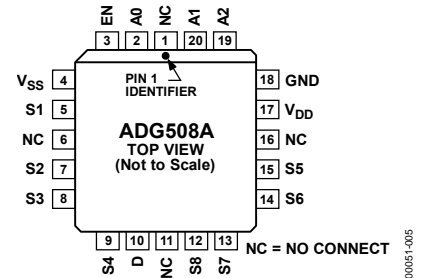 EN A0 NC A1 A2
3 2 1 20 19
PIN 1
IDENTIFIER
VSS 4
S1 5
NC 6
S2 7
S3 8
ADG508A
TOP VIEW
(Not to Scale)
18 GND
17 VDD
16 NC
15 S5
14 S6
9 10 11 12 13
S4 D NC S8 S7
NC = NO CONNECT
00051-005